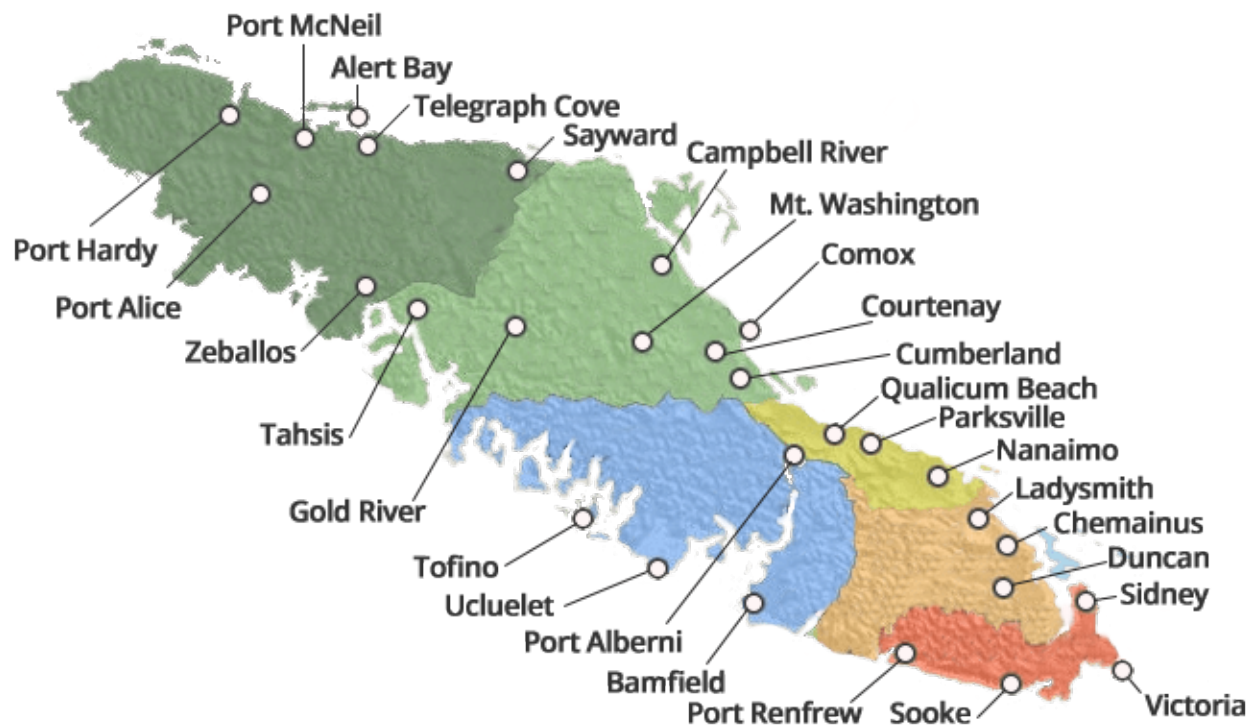 Port McNeil
Alert Bay
Telegraph Cove
Sayward
Campbell River
Mt. Washington
Port Hardy
Comox
Port Alice
Courtenay
Zeballos
Cumberland
Qualicum Beach
Parksville
Tahsis
Nanaimo
Ladysmith
Gold River
Chemainus
Duncan
Tofino
Sidney
Ucluelet
Port Alberni
Bamfield
Victoria
Port Renfrew
Sooke